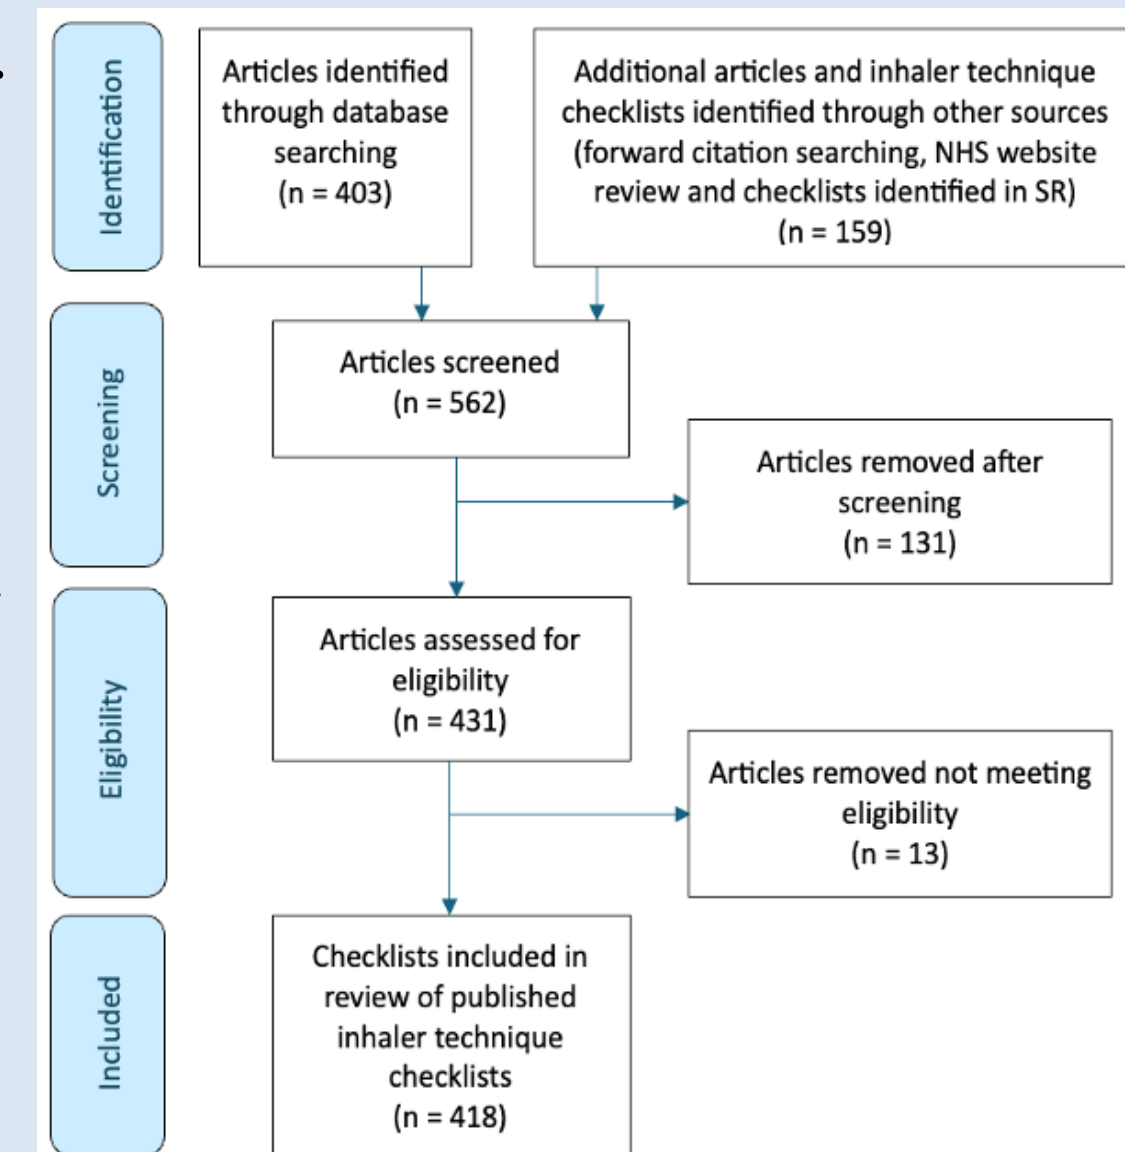 Identification
Articles identified
through database
searching
(n = 403)
Additional articles and inhaler technique
checklists identified through other sources
(forward citation searching, NHS website
review and checklists identified in SR)
(n = 159)
Screening
Articles screened
(n = 562)
Articles removed after
screening
(n = 131)
Eligibility
Articles assessed for
eligibility
(n = 431)
Articles removed not meeting
eligibility
(n = 13)
Included
Checklists included in
review of published
inhaler technique
checklists
(n = 418)